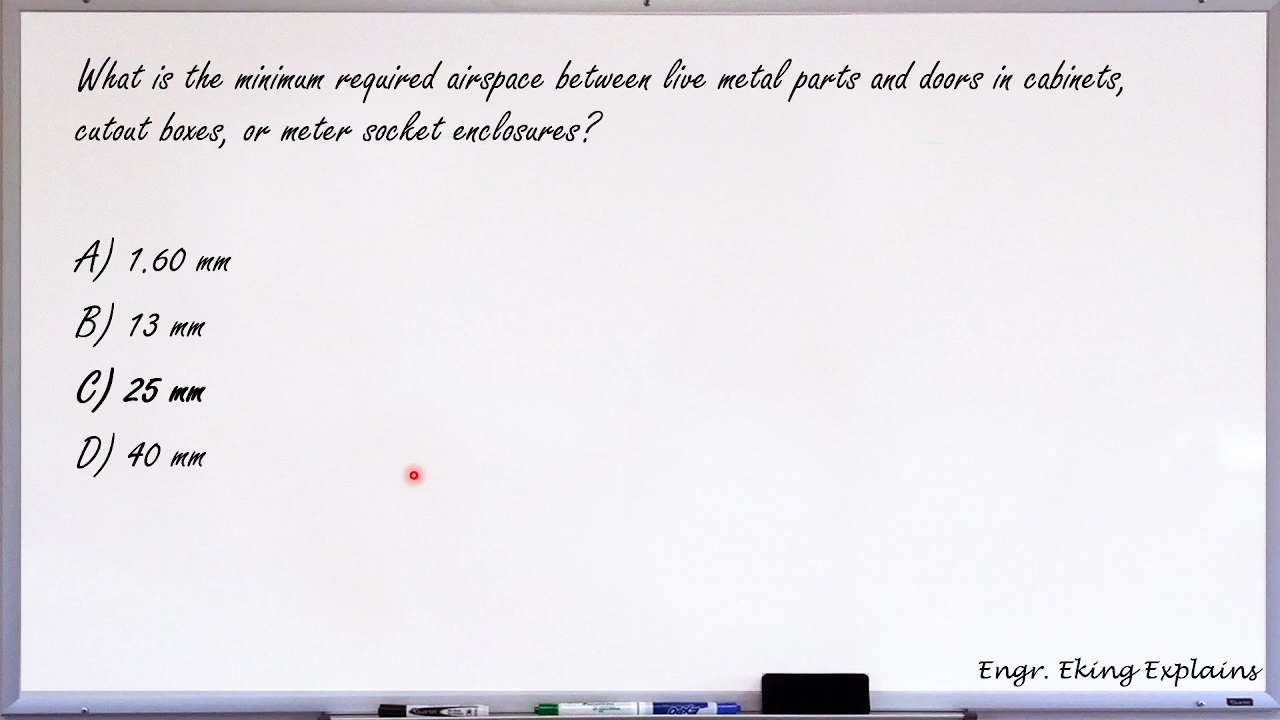 What is the minimum required airspace between live metal parts and doors in cabinets,
cutout boxes, or meter socket enclosures?
A) 1.60 mm
B) 13 mm
C) 25 mm
D) 40 mm
Engr. Eking Explains